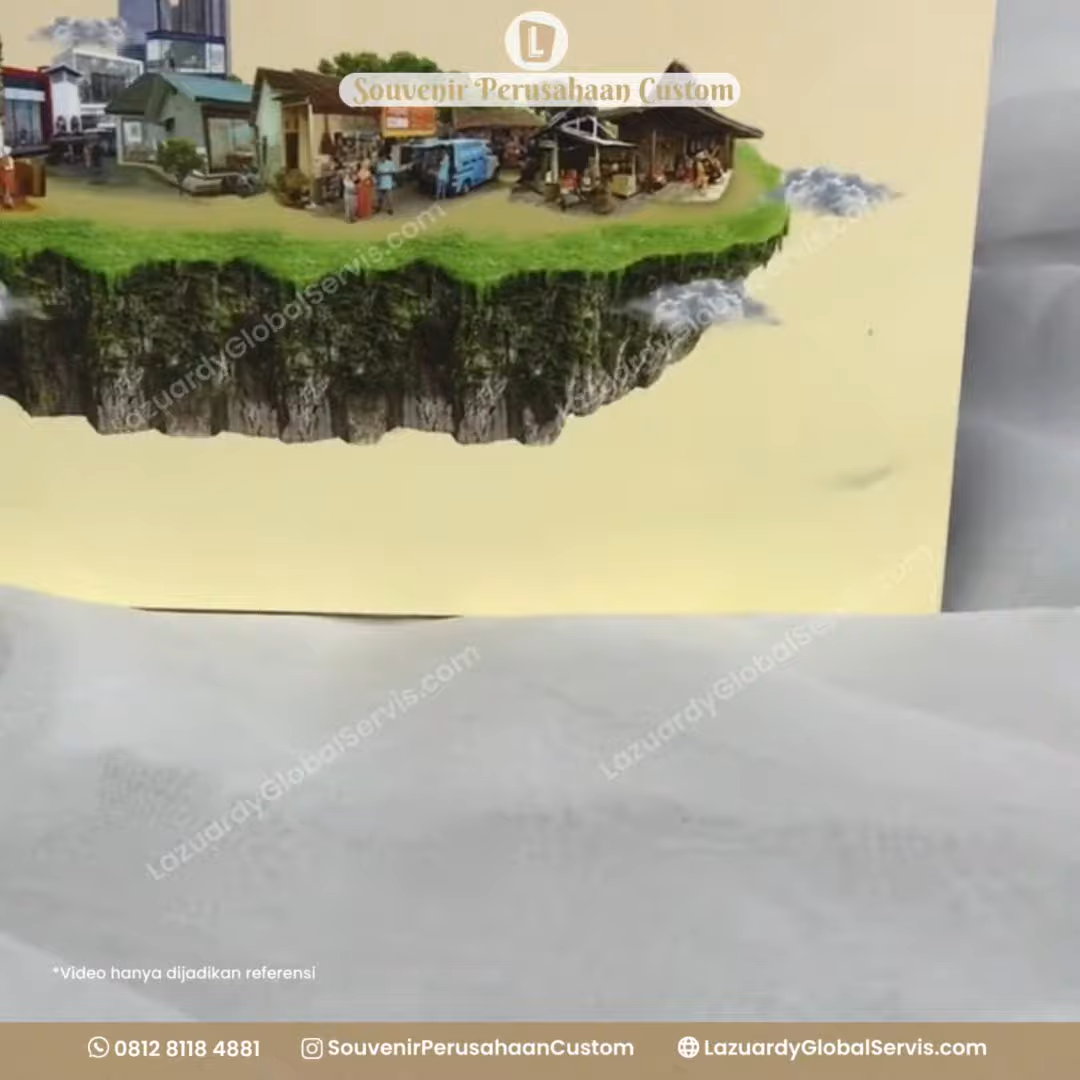 L
Souvenir Perusahaan Custom
LazuardyGlobalServis.com
LazuardyGlobalServis.com
LazuardyGlobalServis.com
*Video hanya dijadikan referensi
0812 8118 4881
SouvenirPerusahaanCustom
LazuardyGlobalServis.com